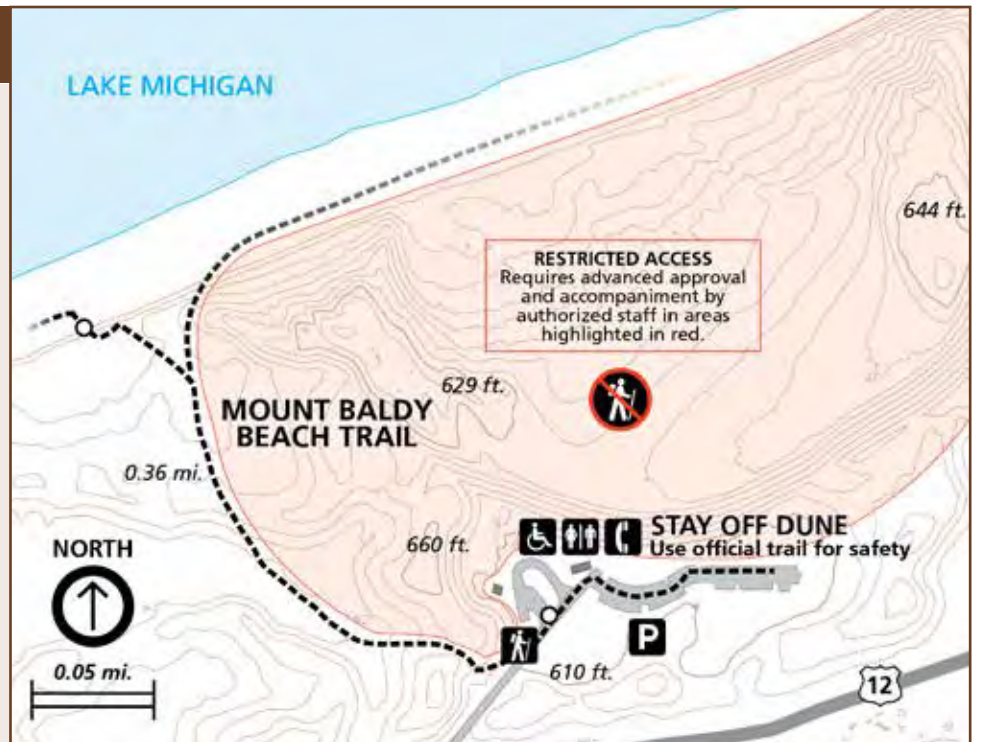 LAKE MICHIGAN
644 ft.
RESTRICTED ACCESS
Requires advanced approval
and accompaniment by
authorized staff in areas
highlighted in red.
629 ft.
MOUNT BALDY
BEACH TRAIL
0.36 mi.
660 ft.
STAY OFF DUNE
Use official trail for safety
NORTH
P
610 ft.
0.05 mi.
12